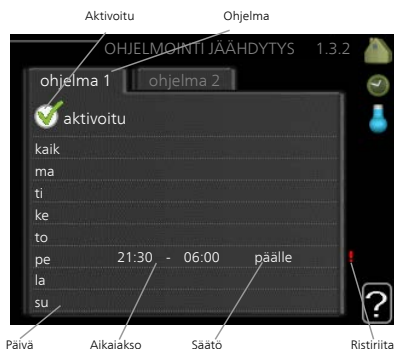 Aktivoitu Ohjelma
OHJELMOINTI JÄÄHDYTYS 1.3.2
ohjelma 1 ohjelma 2
aktivoitu
kaik
ma
ti
ke
to
pe 21:30 - 06:00 päälle
la
su
?
Päivä Aikajakso Säätö Ristiriita